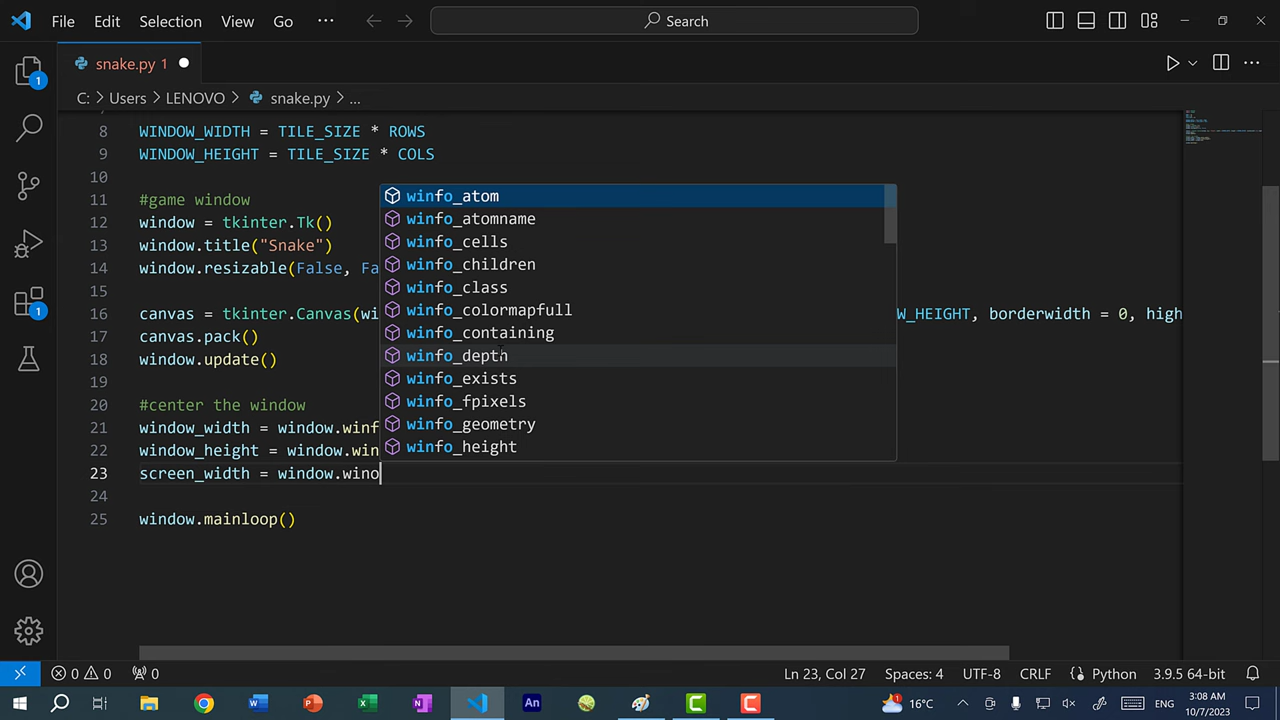 File Edit Selection View Go ··· Search
snake.py 1
C: > Users > LENOVO > snake.py > ...
8 WINDOW_WIDTH = TILE_SIZE * ROWS
9 WINDOW_HEIGHT = TILE_SIZE * COLS
10
11 #game window
12 window = tkinter.Tk()
13 window.title("Snake")
14 window.resizable(False, Fa
15
16 canvas = tkinter.Canvas(wi W_HEIGHT, borderwidth = 0, high
17 canvas.pack()
18 window.update()
19
20 #center the window
21 window_width = window.winf
22 window_height = window.win
23 screen_width = window.wino
24
25 window.mainloop()
winfo_atom
winfo_atomname
winfo_cells
winfo_children
winfo_class
winfo_colormapfull
winfo_containing
winfo_depth
winfo_exists
winfo_fpixels
winfo_geometry
winfo_height
1
1
0 0 0 Ln 23, Col 27 Spaces: 4 UTF-8 CRLF Python 3.9.5 64-bit
16°C ENG 3:08 AM
10/7/2023